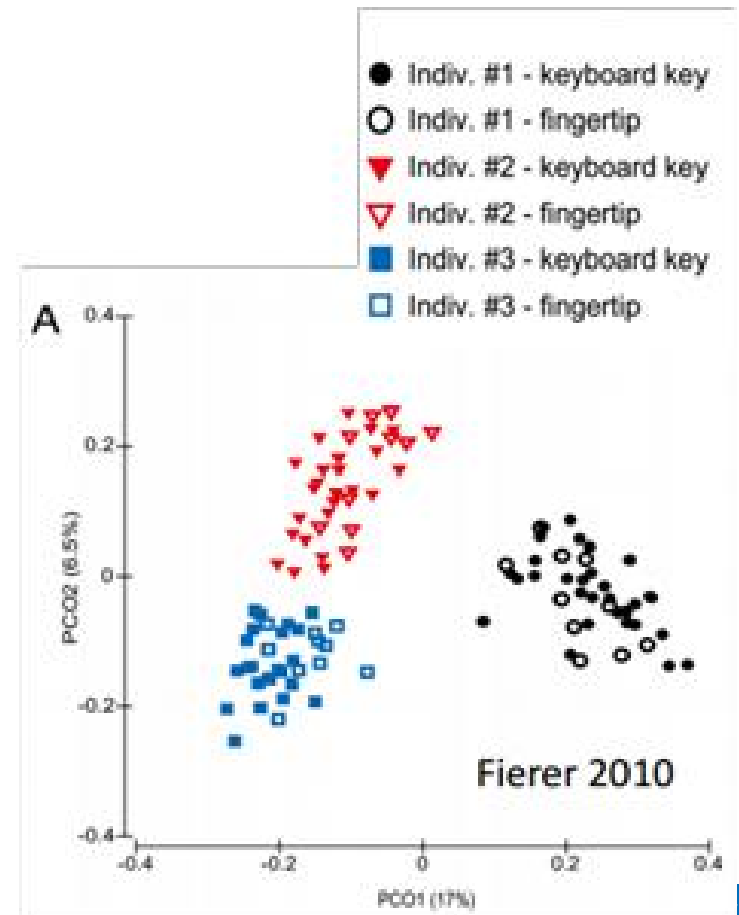 Indiv. #1 - keyboard key
Indiv. #1 - fingertip
Indiv. #2 - keyboard key
Indiv. #2 - fingertip
Indiv. #3 - keyboard key
Indiv. #3 - fingertip
A
0.4
0.2
0
-0.2
-0.4
PCO2 (6.5%)
Fierer 2010
-0.4
-0.2
0
0.2
0.4
PCO1 (17%)